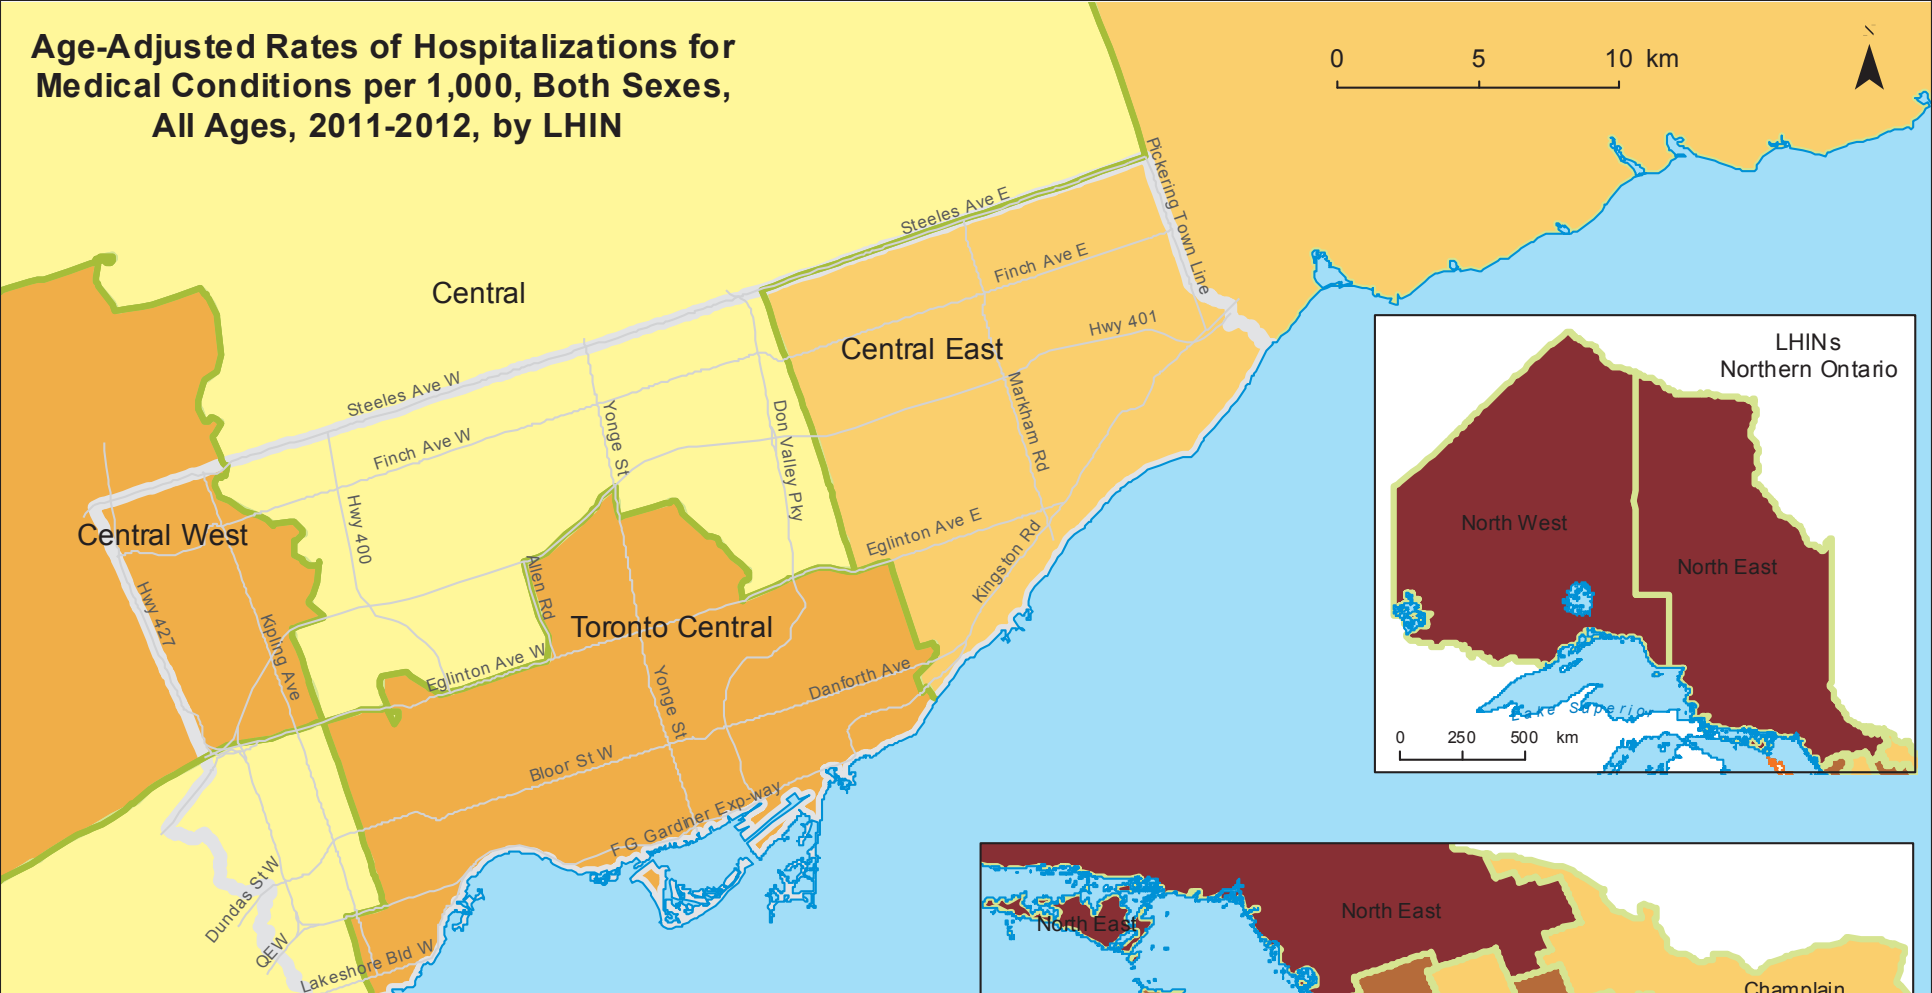 Age-Adjusted Rates of Hospitalizations for
Medical Conditions per 1,000, Both Sexes,
All Ages, 2011-2012, by LHIN
0 5 10 km
N
Pickering Town Line
Steeles Ave E
Finch Ave E
Central
Hwy 401
Central East
LHINs
Northern Ontario
Steeles Ave W
Markham Rd
Yonge St
Don Valley Pky
Finch Ave W
Hwy 400
Central West
Eglinton Ave E
Kingston Rd
North West
North East
Allen Rd
Hwy 427
Kipling Ave
Toronto Central
Eglinton Ave W
Yonge St
Danforth Ave
Lake Superior
0 250 500 km
Bloor St W
F G Gardiner Exp-way
Dundas St W
QEW
Lakeshore Bld W
North East
North East
Champlain